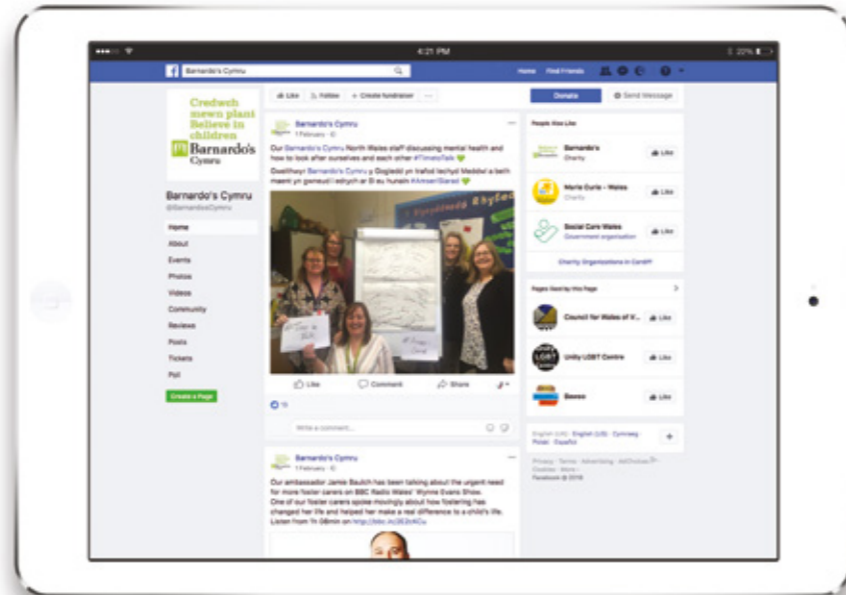 4:21 PM
22%
Barnardo's Cymru
Home
Find Friends
Credwch
mewn plant
Believe in
children
Barnardo's
Cymru
Barnardo's Cymru
@BarnardosCymru
Home
About
Events
Photos
Videos
Community
Reviews
Posts
Tickets
Poll
Create a Page
Like
Follow
+ Create fundraiser
Donate
Send Message
Barnardo's Cymru
1 February
Our Barnardo's Cymru North Wales staff discussing mental health and
how to look after ourselves and each other #TimetoTalk
Gweithwyr Barnardo's Cymru y Gogledd yn trafod Iechyd Meddwl a beth
maent yn gwneud i edrych ar ôl eu hunain #AmseriSiarad
Like
Comment
Share
Write a comment...
Barnardo's Cymru
1 February
Our ambassador Jamie Baulch has been talking about the urgent need
for more foster carers on BBC Radio Wales' Wynne Evans Show.
One of our foster carers spoke movingly about how fostering has
changed her life and helped her make a real difference to a child's life.
Listen from 1h 08min on
People Also Like
Barnardo's
Charity
Like
Marie Curie - Wales
Charity
Like
Social Care Wales
Government organisation
Like
Charity Organizations in Cardiff
Pages liked by this Page
Council for Wales of V...
Like
Unity LGBT Centre
Like
Like
English (UK) · English (US) · Cymraeg ·
Polski · Español
Privacy · Terms · Advertising · AdChoices
Cookies · More